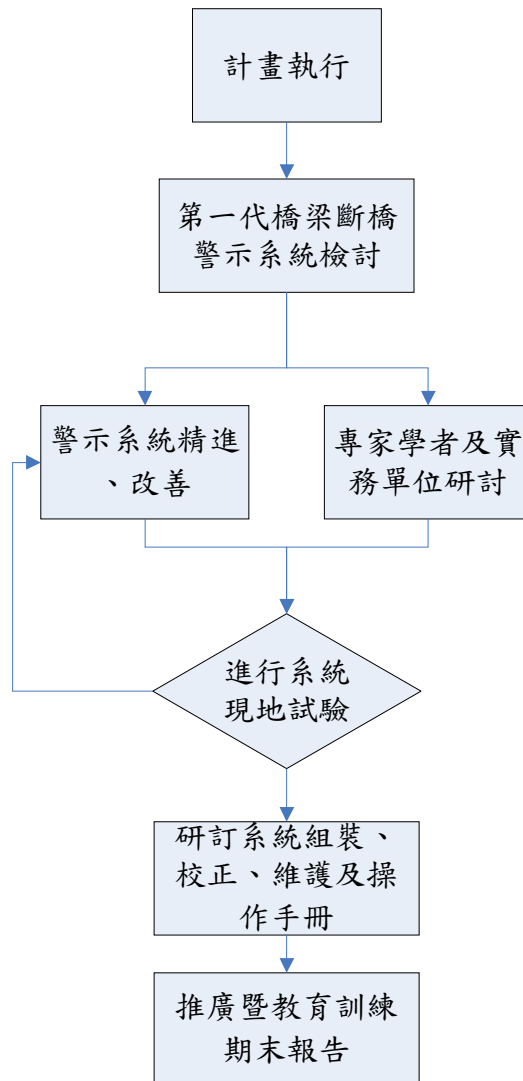 計畫執行
第一代橋梁斷橋
警示系統檢討
警示系統精進
、改善
專家學者及實
務單位研討
進行系統
現地試驗
研訂系統組裝、
校正、維護及操
作手冊
推廣暨教育訓練
期末報告